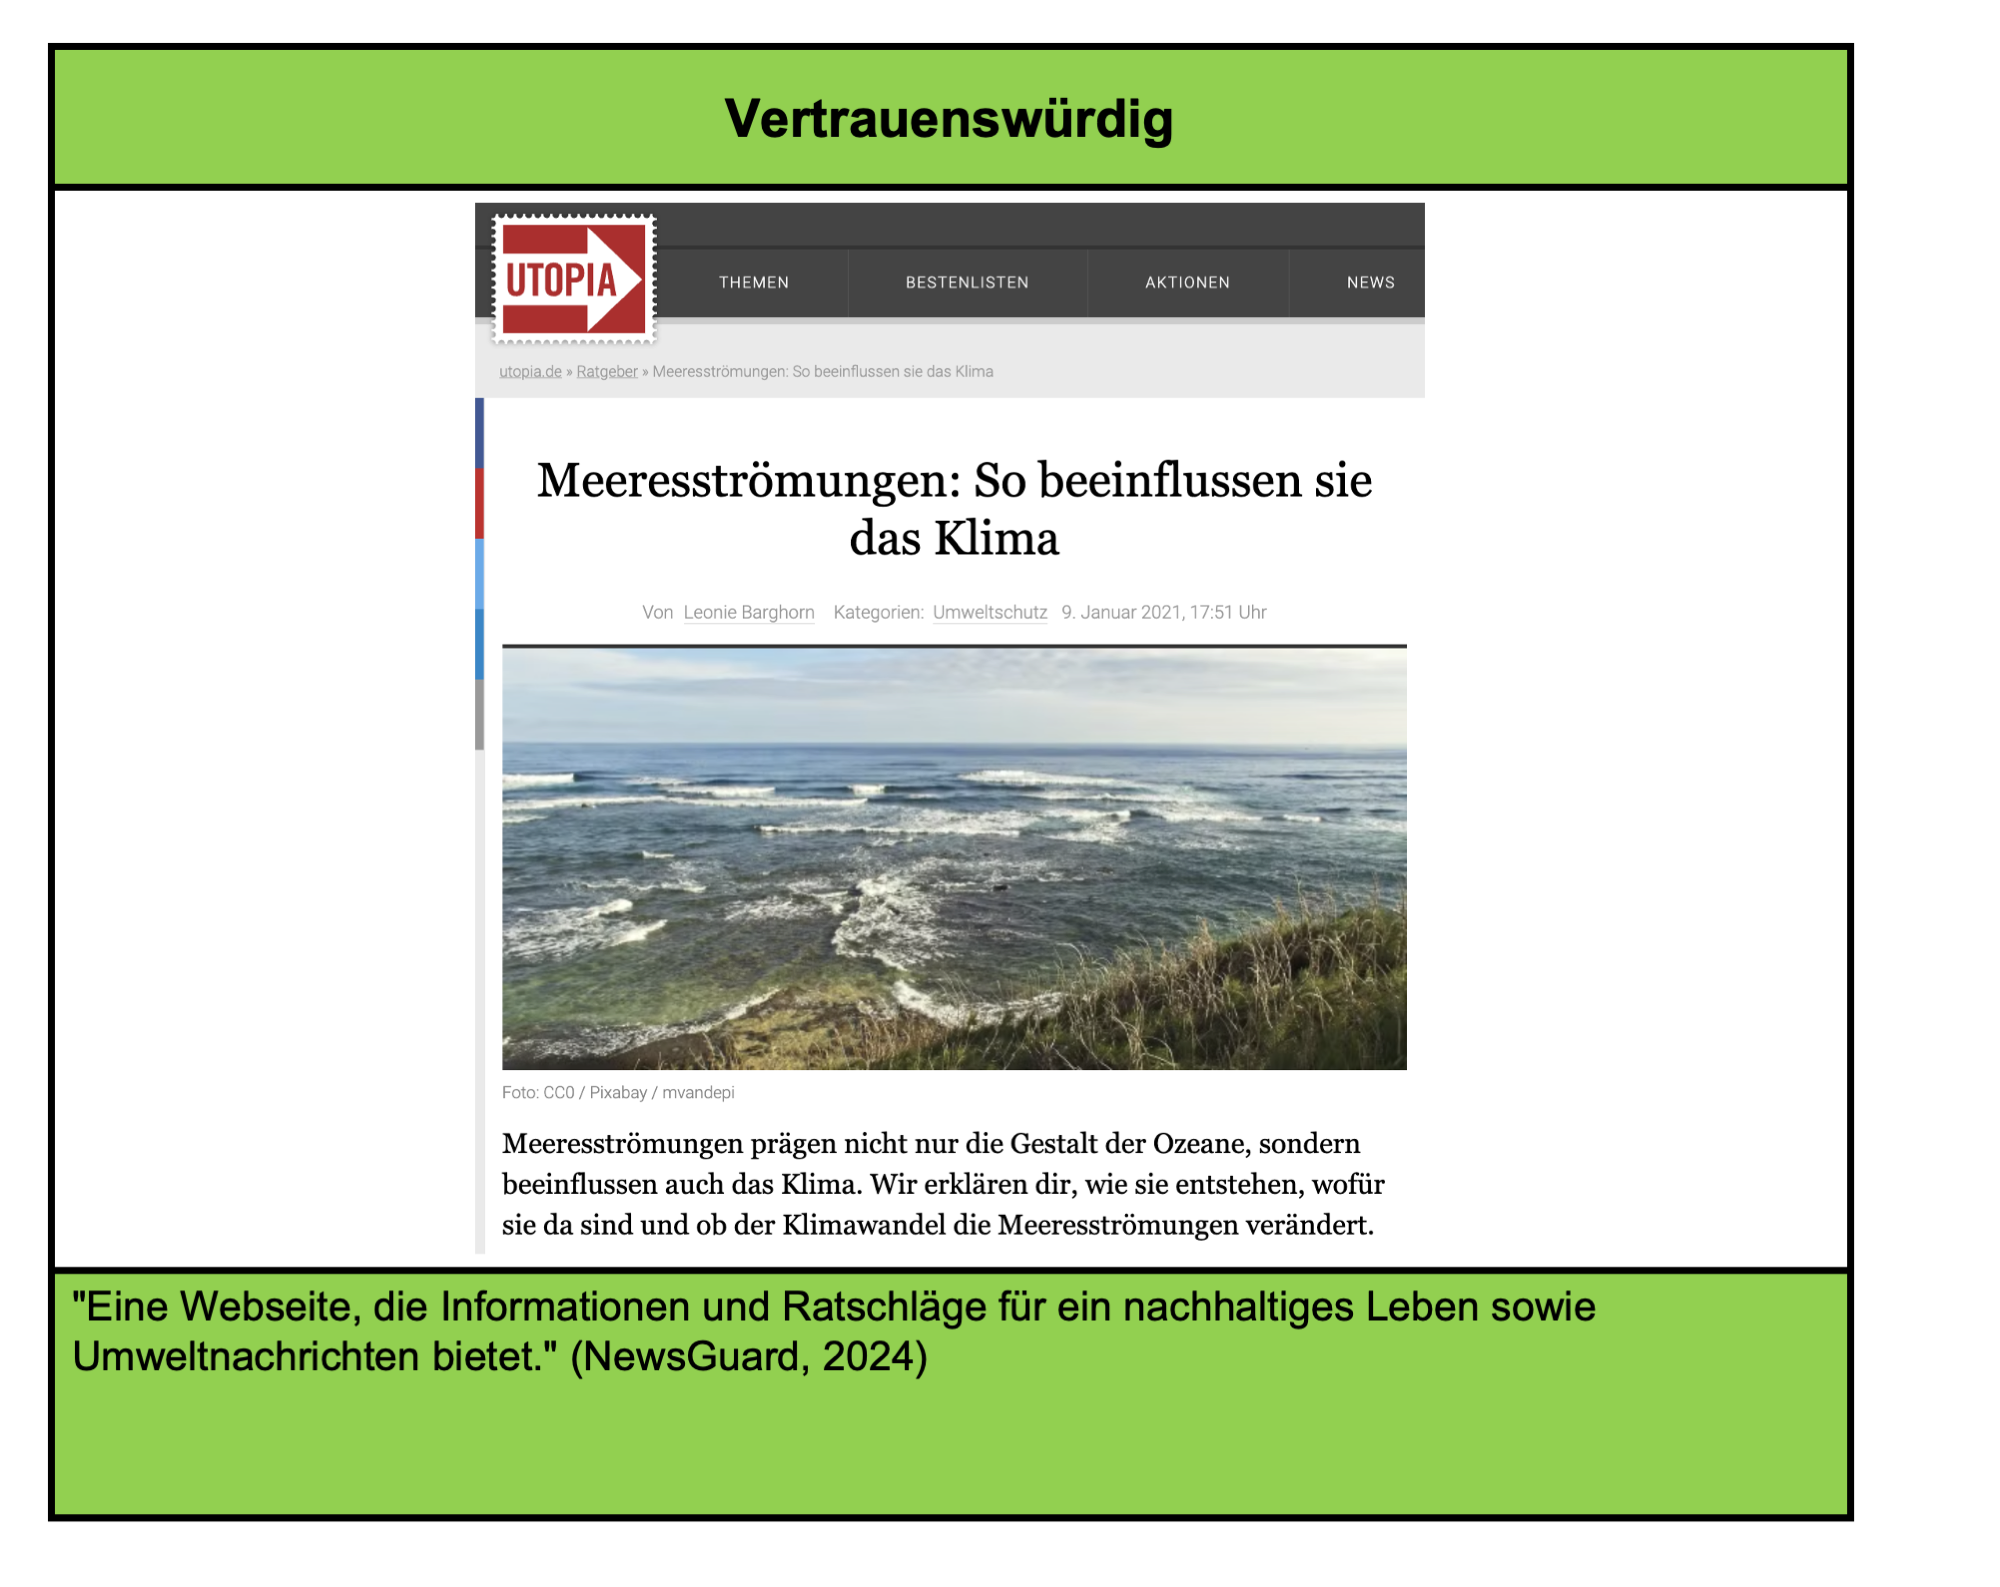 Vertrauenswürdig
UTOPIA
THEMEN BESTENLISTEN AKTIONEN NEWS
utopia.de » Ratgeber » Meeresströmungen: So beeinflussen sie das Klima
Meeresströmungen: So beeinflussen sie
das Klima
Von Leonie Barghorn Kategorien: Umweltschutz 9. Januar 2021, 17:51 Uhr
Foto: CC0 / Pixabay / mvandepi
Meeresströmungen prägen nicht nur die Gestalt der Ozeane, sondern
beeinflussen auch das Klima. Wir erklären dir, wie sie entstehen, wofür
sie da sind und ob der Klimawandel die Meeresströmungen verändert.
"Eine Webseite, die Informationen und Ratschläge für ein nachhaltiges Leben sowie
Umweltnachrichten bietet." (NewsGuard, 2024)